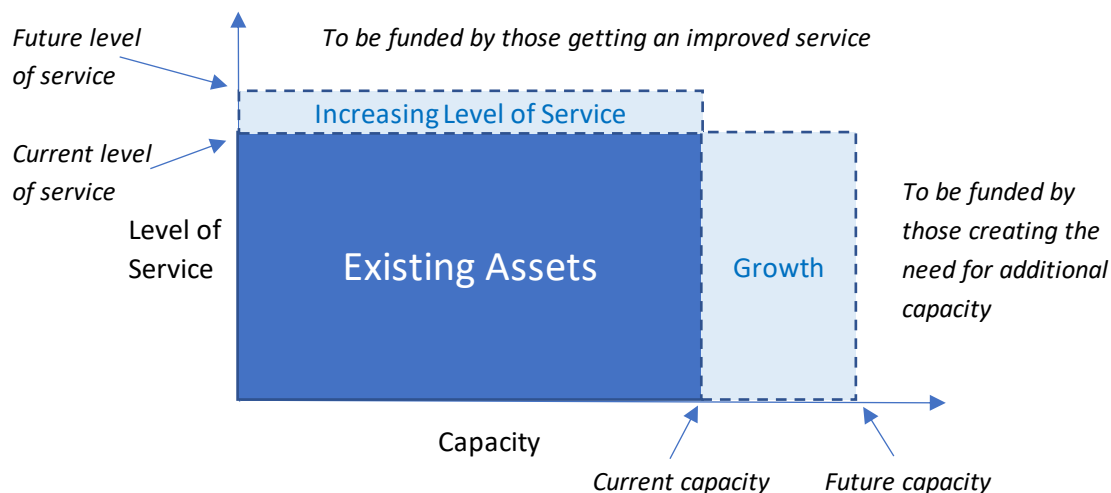 Future level
of service
To be funded by those getting an improved service
Increasing Level of Service
Current level
of service
Level of
Service
Existing Assets
Growth
To be funded by
those creating the
need for additional
capacity
Capacity
Current capacity
Future capacity